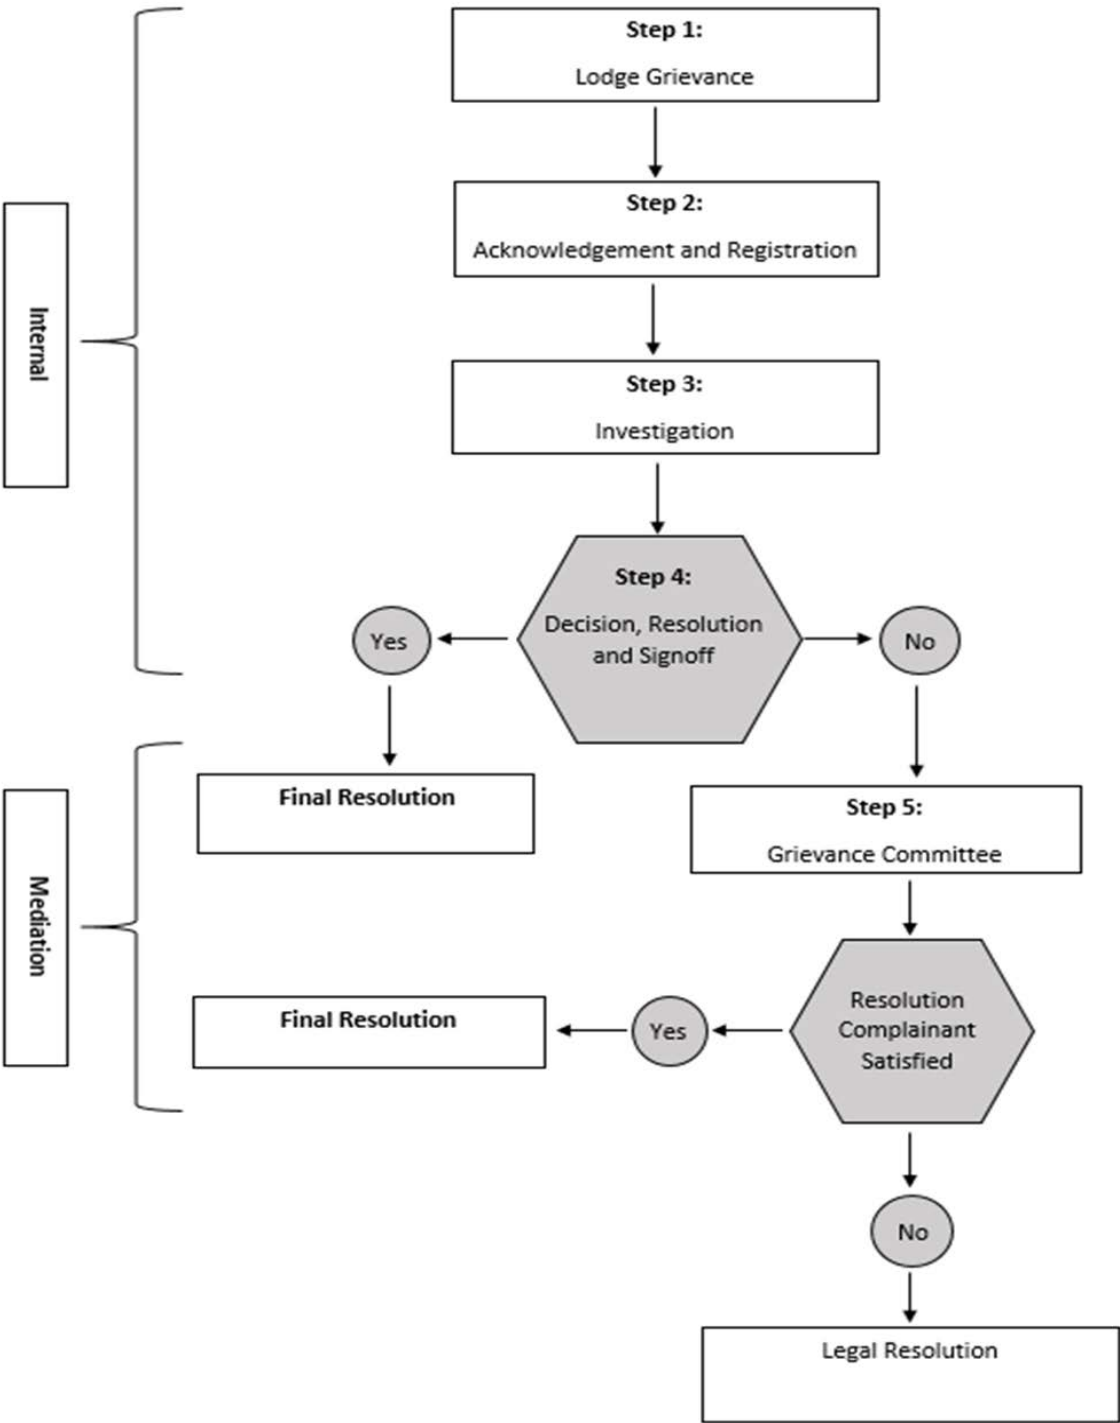 Step 1:
Lodge Grievance
Step 2:
Acknowledgement and Registration
Internal
Step 3:
Investigation
Step 4:
Decision, Resolution
and Signoff
Yes
No
Final Resolution
Step 5:
Grievance Committee
Mediation
Resolution
Complainant
Satisfied
Yes
Final Resolution
No
Legal Resolution